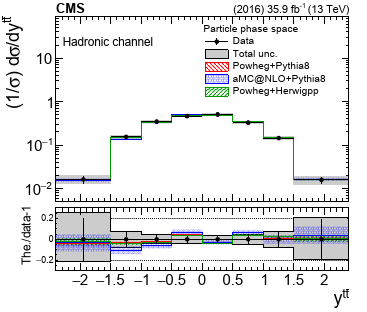 CMS (2016) 35.9 fb⁻¹ (13 TeV)
Particle phase space
Hadronic channel
Data
Total unc.
Powheg+Pythia8
aMC@NLO+Pythia8
Powheg+Herwigpp
(1/σ) dσ/dy^tt̄
10
1
10⁻¹
10⁻²
The./data-1
0.2
0
−0.2
−2 −1.5 −1 −0.5 0 0.5 1 1.5 2
y^tt̄